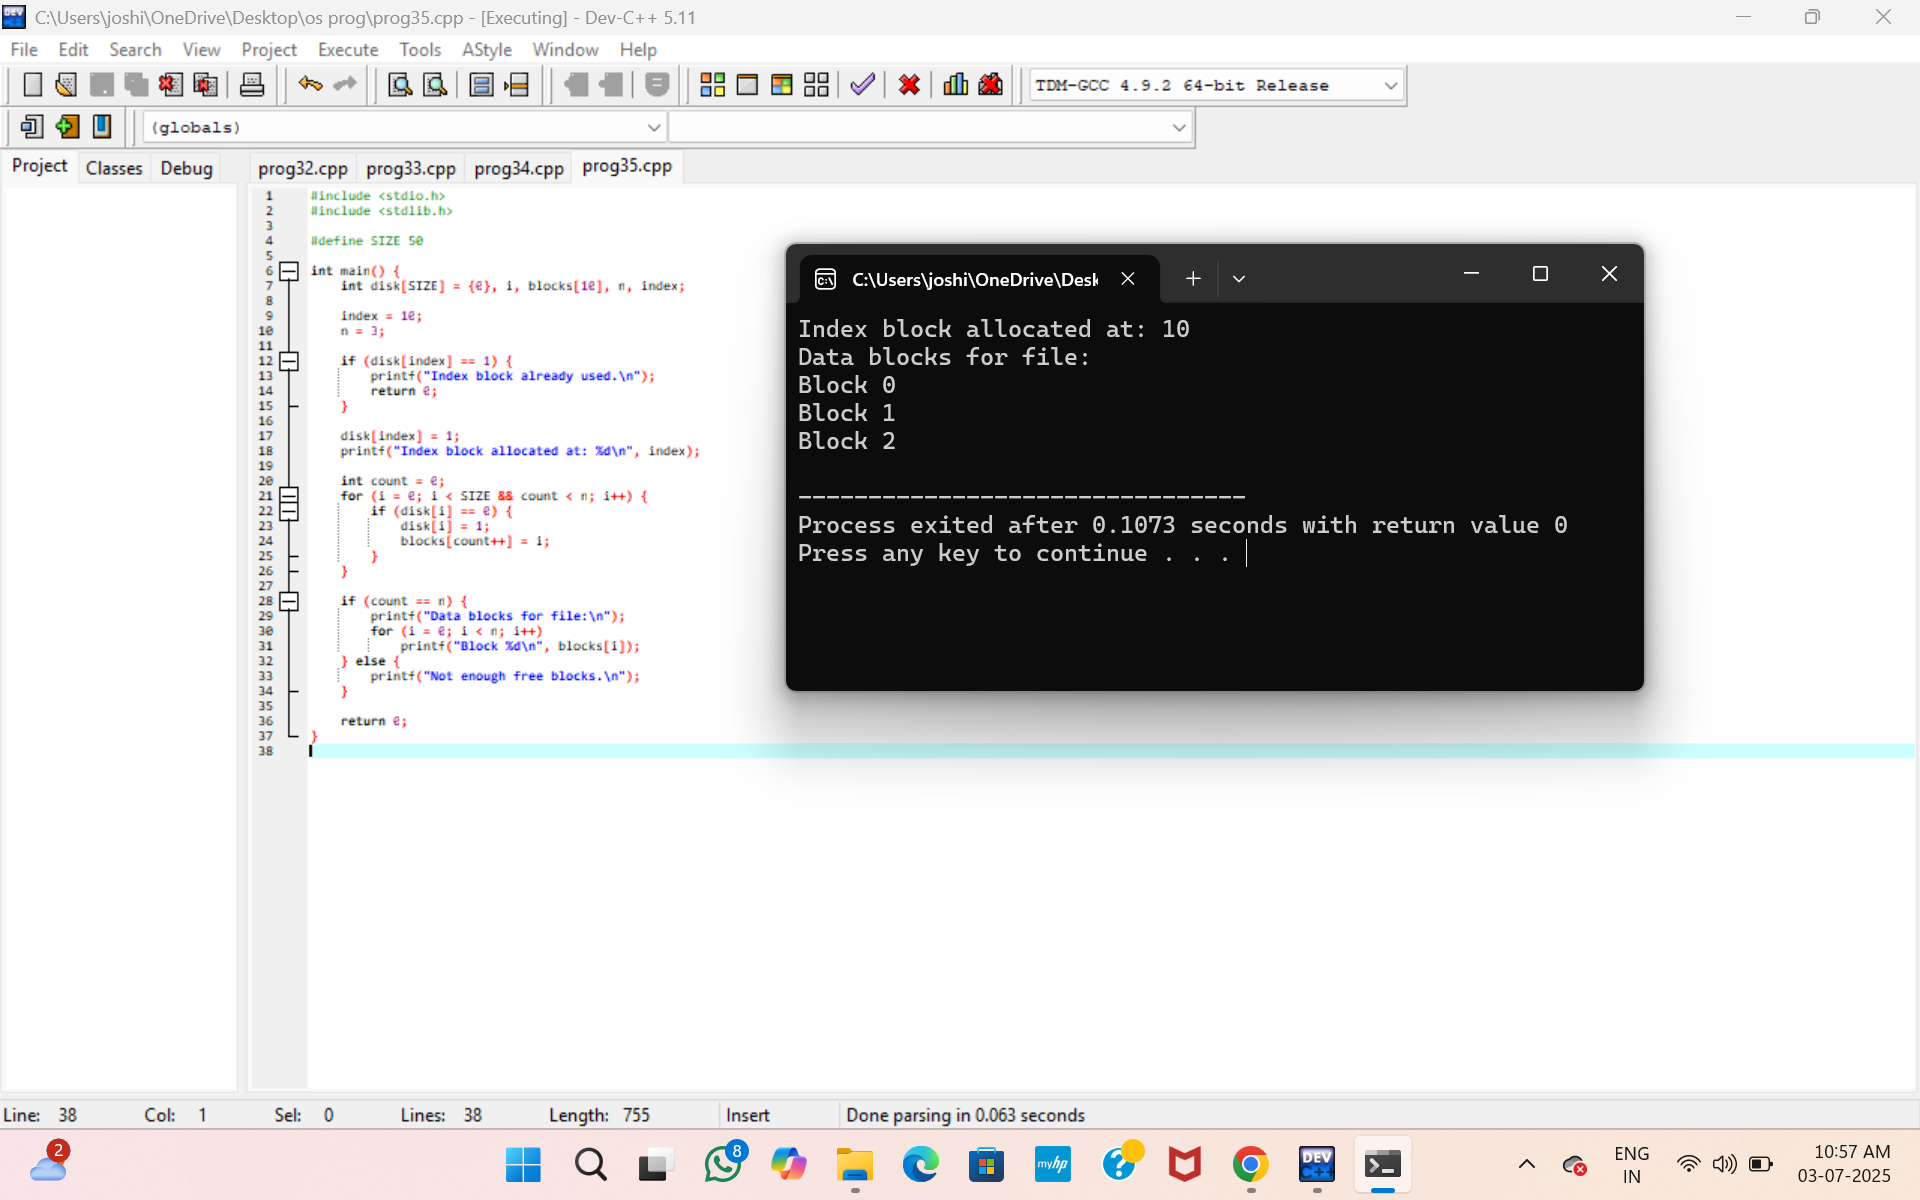 C:\Users\joshi\OneDrive\Desktop\os prog\prog35.cpp - [Executing] - Dev-C++ 5.11
File Edit Search View Project Execute Tools AStyle Window Help
TDM-GCC 4.9.2 64-bit Release
(globals)
Project Classes Debug prog32.cpp prog33.cpp prog34.cpp prog35.cpp
1 #include <stdio.h>
2 #include <stdlib.h>
3
4 #define SIZE 50
5
6 int main() {
7 int disk[SIZE] = {0}, i, blocks[10], n, index;
8
9 index = 10;
10 n = 3;
11
12 if (disk[index] == 1) {
13 printf("Index block already used.\n");
14 return 0;
15 }
16
17 disk[index] = 1;
18 printf("Index block allocated at: %d\n", index);
19
20 int count = 0;
21 for (i = 0; i < SIZE && count < n; i++) {
22 if (disk[i] == 0) {
23 disk[i] = 1;
24 blocks[count++] = i;
25 }
26 }
27
28 if (count == n) {
29 printf("Data blocks for file:\n");
30 for (i = 0; i < n; i++)
31 printf("Block %d\n", blocks[i]);
32 } else {
33 printf("Not enough free blocks.\n");
34 }
35
36 return 0;
37 }
38
C:\Users\joshi\OneDrive\Desk
Index block allocated at: 10
Data blocks for file:
Block 0
Block 1
Block 2
--------------------------------
Process exited after 0.1073 seconds with return value 0
Press any key to continue . . .
Line: 38 Col: 1 Sel: 0 Lines: 38 Length: 755 Insert Done parsing in 0.063 seconds
2
8
myhp
DEV
C++
ENG
IN
10:57 AM
03-07-2025